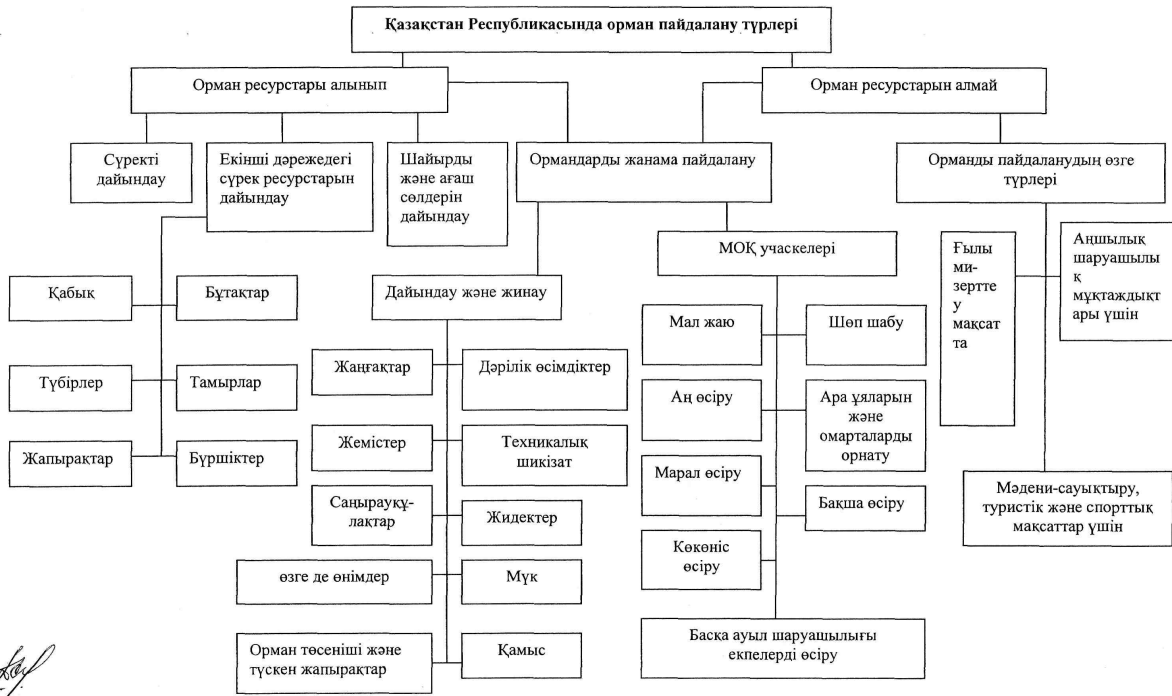 Қазақстан Республикасында орман пайдалану түрлері
Орман ресурстары алынып
Орман ресурстарын алмай
Сүректі
дайындау
Екінші дәрежедегі
сүрек ресурстарын
дайындау
Шайырды
және ағаш
сөлдерін
дайындау
Ормандарды жанама пайдалану
Орманды пайдаланудың өзге
түрлері
Қабық
Бұтақтар
Түбірлер
Тамырлар
Жапырақтар
Бүршіктер
Дайындау және жинау
Жаңғақтар
Дәрілік өсімдіктер
Жемістер
Техникалық
шикізат
Саңырауқұ-
лақтар
Жидектер
өзге де өнімдер
Мүк
Орман төсеніші және
түскен жапырақтар
Қамыс
МОҚ учаскелері
Мал жаю
Шөп шабу
Аң өсіру
Ара ұяларын
және
омарталарды
орнату
Марал өсіру
Бақша өсіру
Көкөніс
өсіру
Басқа ауыл шаруашылығы
екпелерді өсіру
Ғылы
ми-
зертте
у
мақсат
та
Аңшылық
шаруашылы
қ
мұқтаждықт
ары үшін
Мәдени-сауықтыру,
туристік және спорттық
мақсаттар үшін